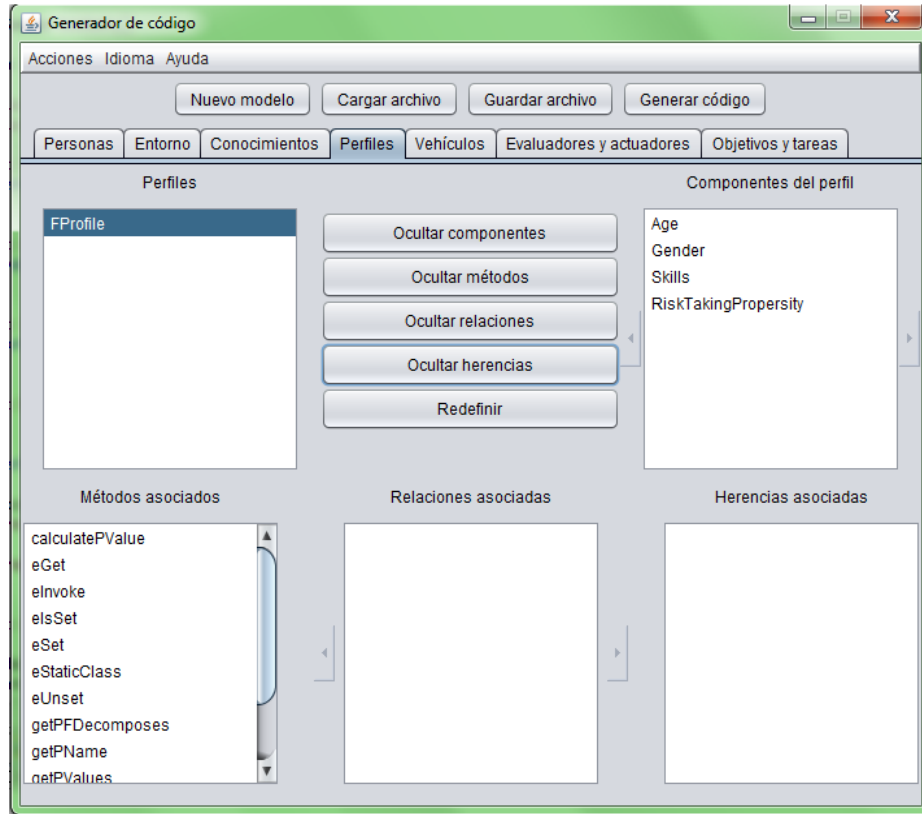 Generador de código
Acciones Idioma Ayuda
Nuevo modelo Cargar archivo Guardar archivo Generar código
Personas Entorno Conocimientos Perfiles Vehículos Evaluadores y actuadores Objetivos y tareas
Perfiles
FProfile
Ocultar componentes
Ocultar métodos
Ocultar relaciones
Ocultar herencias
Redefinir
Componentes del perfil
Age
Gender
Skills
RiskTakingPropersity
Métodos asociados
calculatePValue
eGet
eInvoke
eIsSet
eSet
eStaticClass
eUnset
getPFDecomposes
getPName
getPValues
Relaciones asociadas
Herencias asociadas